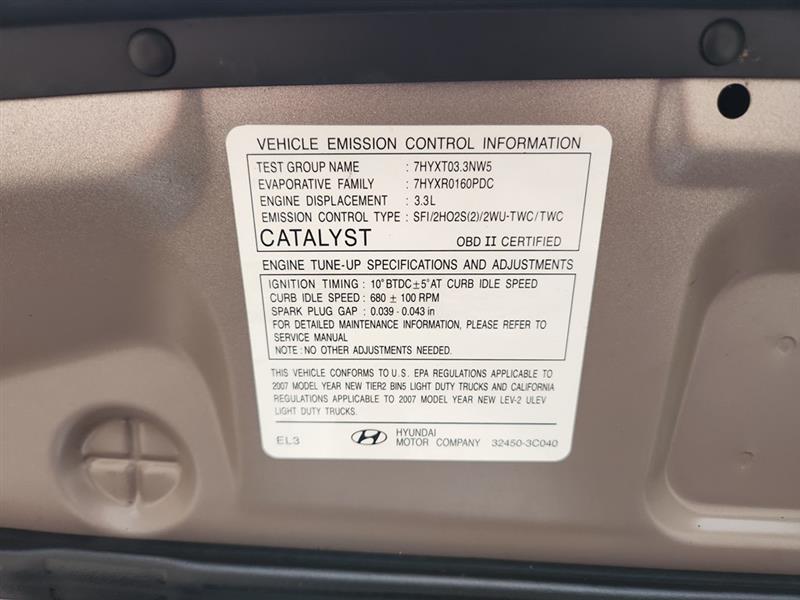 VEHICLE EMISSION CONTROL INFORMATION
TEST GROUP NAME : 7HYXT03.3NW5
EVAPORATIVE FAMILY : 7HYXR0160PDC
ENGINE DISPLACEMENT : 3.3L
EMISSION CONTROL TYPE : SFI/2HO2S(2)/2WU-TWC/TWC
CATALYST OBD II CERTIFIED
ENGINE TUNE-UP SPECIFICATIONS AND ADJUSTMENTS
IGNITION TIMING : 10°BTDC±5°AT CURB IDLE SPEED
CURB IDLE SPEED : 680 ± 100 RPM
SPARK PLUG GAP : 0.039 - 0.043 in
FOR DETAILED MAINTENANCE INFORMATION, PLEASE REFER TO
SERVICE MANUAL
NOTE : NO OTHER ADJUSTMENTS NEEDED.
THIS VEHICLE CONFORMS TO U.S. EPA REGULATIONS APPLICABLE TO
2007 MODEL YEAR NEW TIER2 BIN5 LIGHT DUTY TRUCKS AND CALIFORNIA
REGULATIONS APPLICABLE TO 2007 MODEL YEAR NEW LEV-2 ULEV
LIGHT DUTY TRUCKS.
EL3 HYUNDAI MOTOR COMPANY 32450-3C040